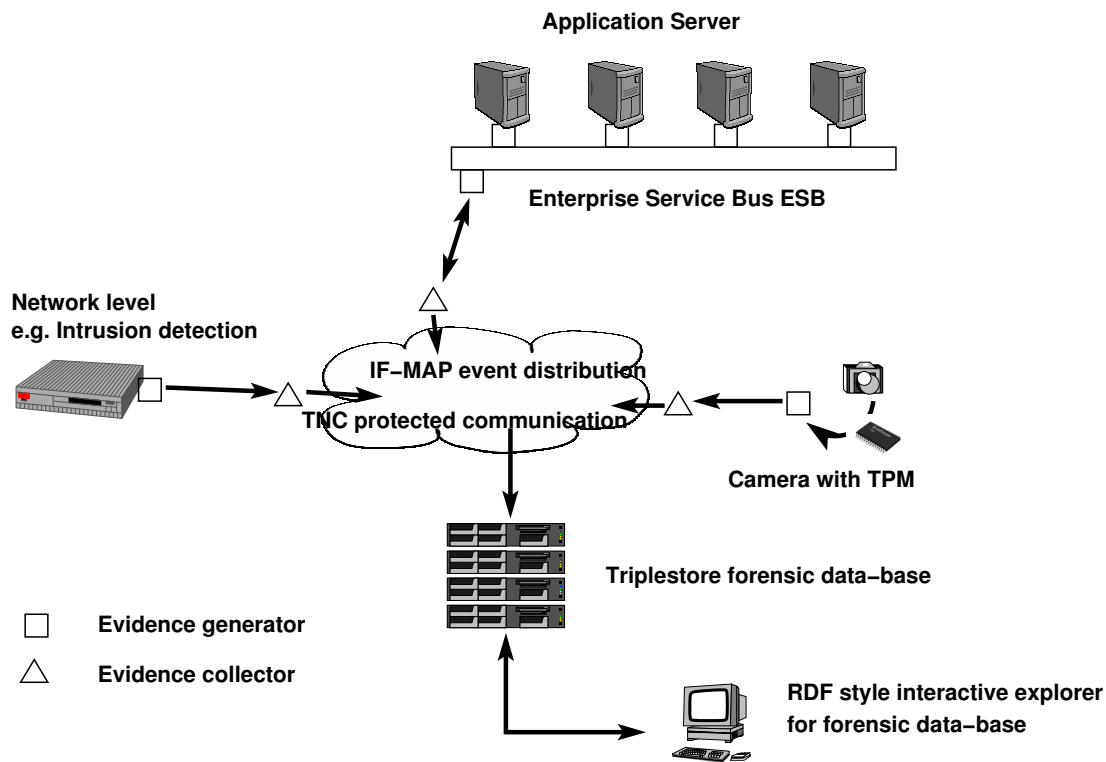 Application Server
Enterprise Service Bus ESB
Network level
e.g. Intrusion detection
IF−MAP event distribution
TNC protected communication
Camera with TPM
Triplestore forensic data−base
Evidence generator
Evidence collector
RDF style interactive explorer
for forensic data−base